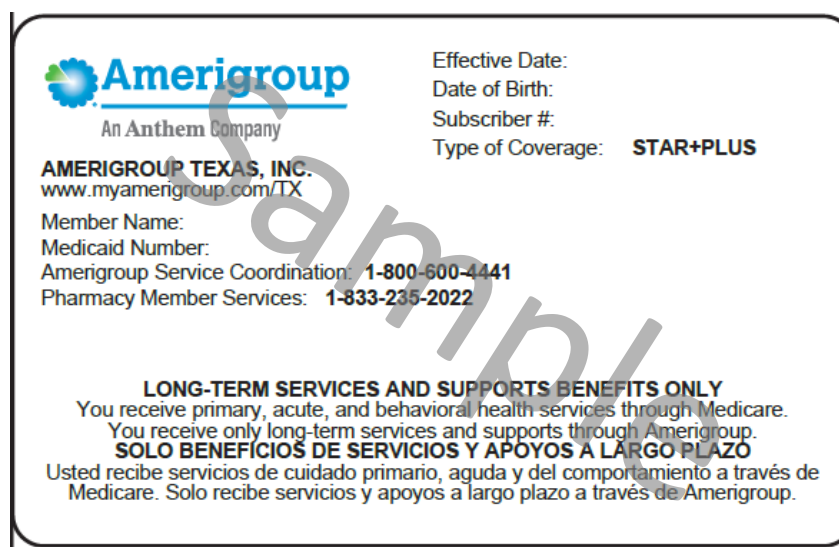 Amerigroup
An Anthem Company
AMERIGROUP TEXAS, INC.
www.myamerigroup.com/TX
Effective Date:
Date of Birth:
Subscriber #:
Type of Coverage: STAR+PLUS
Member Name:
Medicaid Number:
Amerigroup Service Coordination: 1-800-600-4441
Pharmacy Member Services: 1-833-235-2022
Sample
LONG-TERM SERVICES AND SUPPORTS BENEFITS ONLY
You receive primary, acute, and behavioral health services through Medicare.
You receive only long-term services and supports through Amerigroup.
SOLO BENEFICIOS DE SERVICIOS Y APOYOS A LARGO PLAZO
Usted recibe servicios de cuidado primario, aguda y del comportamiento a través de
Medicare. Solo recibe servicios y apoyos a largo plazo a través de Amerigroup.